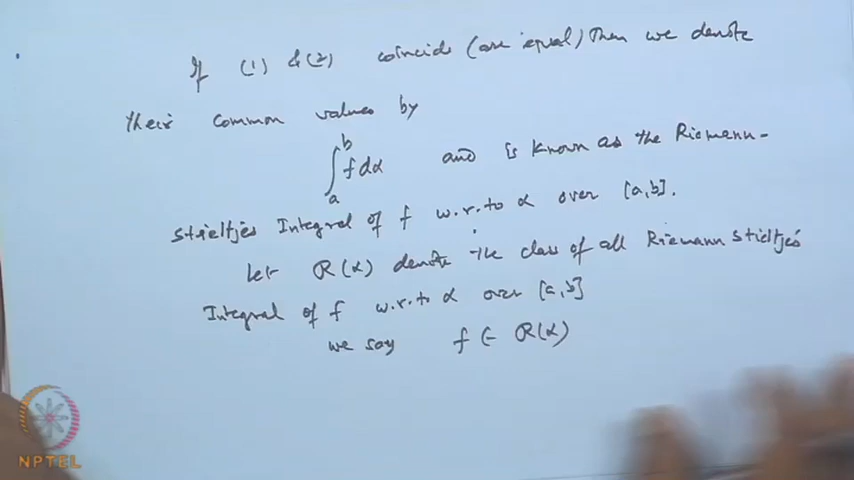 If (1) & (2) coincide (are equal) Then we denote
their common values by
∫_a^b f dα and is known as the Riemann-
Stieltjes Integral of f w.r.to α over [a,b].
Let R(α) denote the class of all Riemann Stieltjes
Integral of f w.r.to α over [a,b]
we say f ∈ R(α)
NPTEL